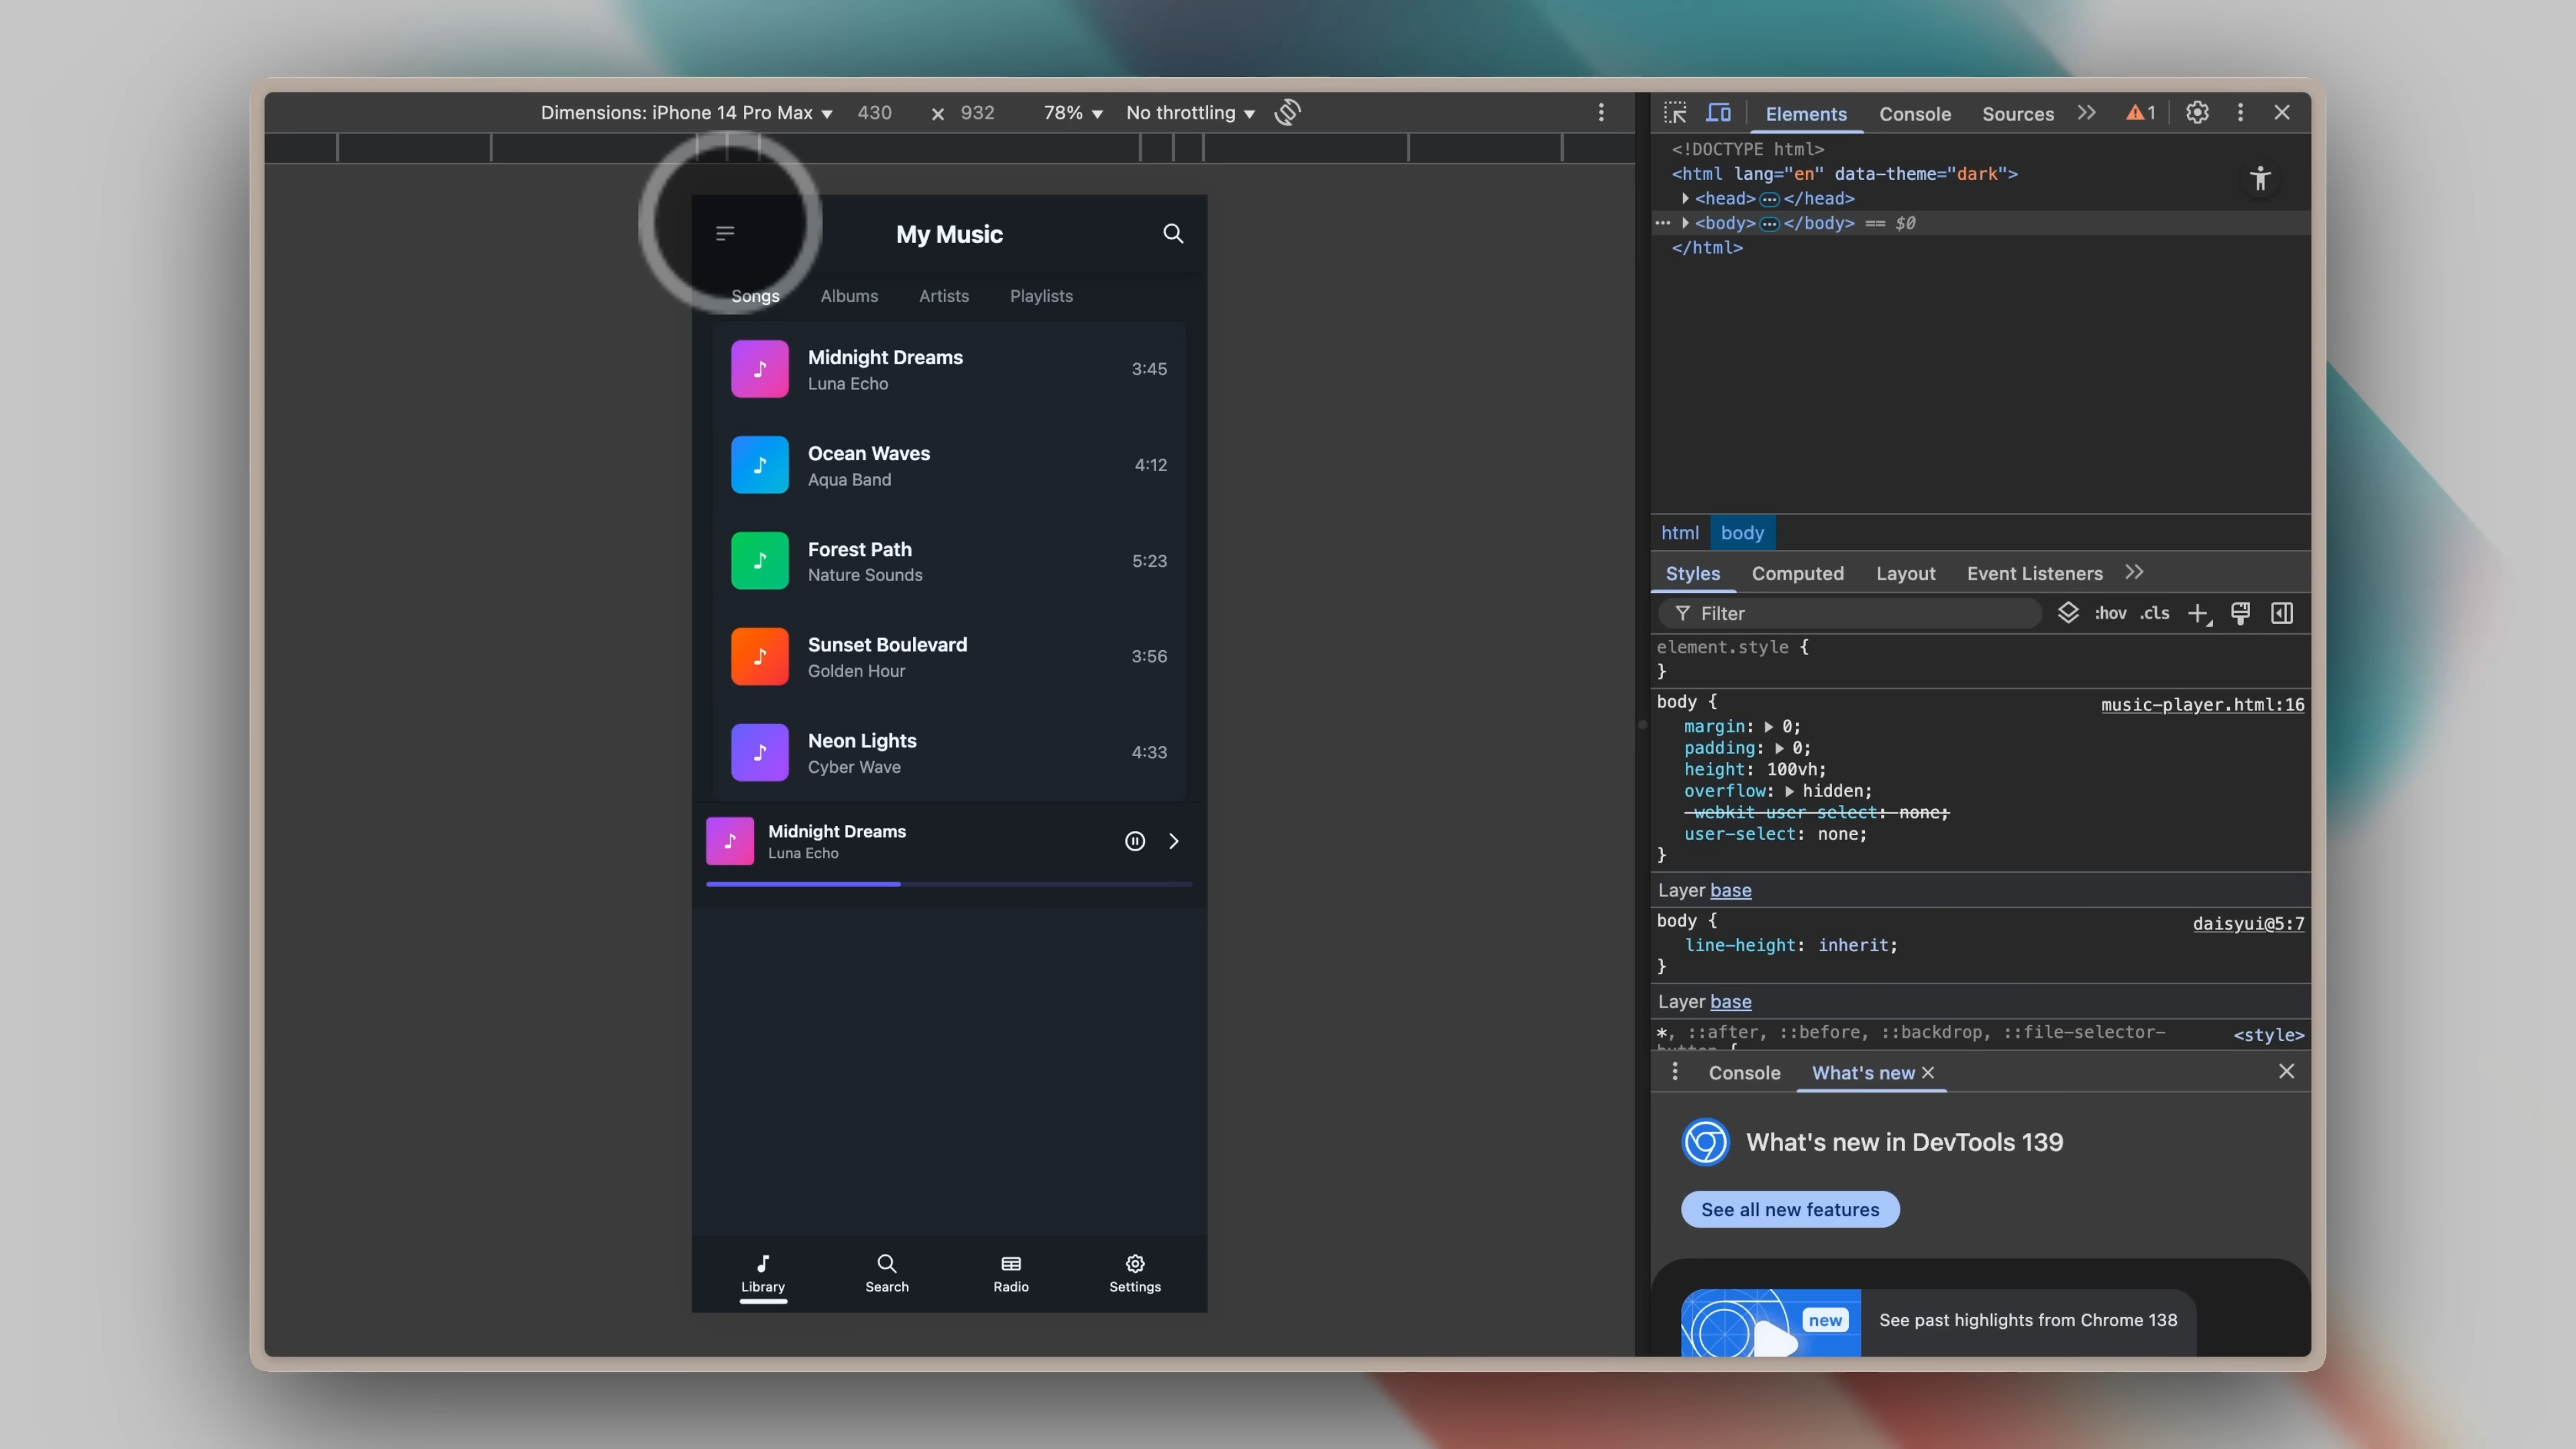 Dimensions: iPhone 14 Pro Max 430 × 932 78% No throttling
Elements Console Sources 1
<!DOCTYPE html>
<html lang="en" data-theme="dark">
<head> </head>
<body> </body> == $0
</html>
My Music
Songs Albums Artists Playlists
Midnight Dreams
Luna Echo
3:45
Ocean Waves
Aqua Band
4:12
Forest Path
Nature Sounds
5:23
Sunset Boulevard
Golden Hour
3:56
Neon Lights
Cyber Wave
4:33
Midnight Dreams
Luna Echo
Library Search Radio Settings
html body
Styles Computed Layout Event Listeners
Filter :hov .cls
element.style {
}
body { music-player.html:16
margin: 0;
padding: 0;
height: 100vh;
overflow: hidden;
-webkit-user-select: none;
user-select: none;
}
Layer base
body { daisyui@5:7
line-height: inherit;
}
Layer base
*, ::after, ::before, ::backdrop, ::file-selector- <style>
button {
Console What's new
What's new in DevTools 139
See all new features
new See past highlights from Chrome 138